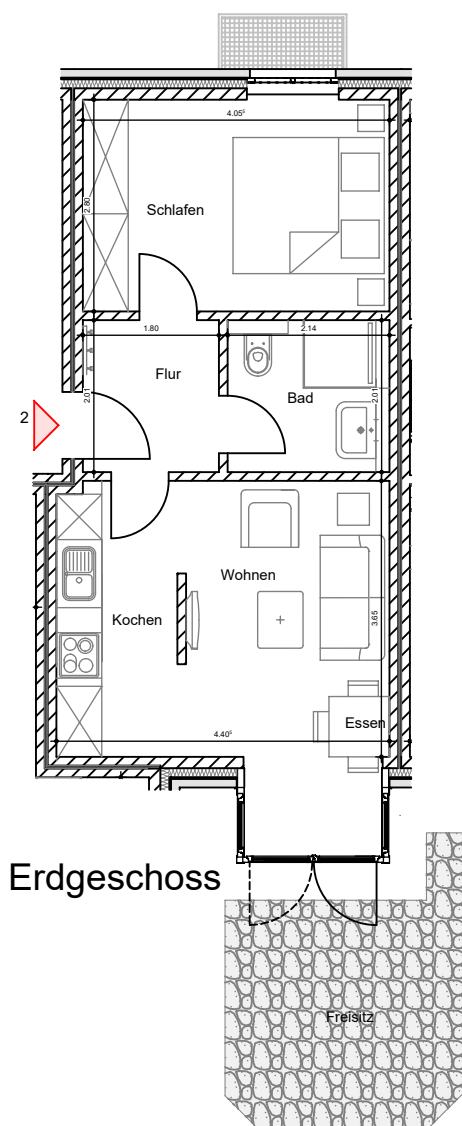 4.05⁵
2.80
Schlafen
1.80
2.14
Flur
2.01
Bad
2.01
2
Wohnen
Kochen
3.65
Essen
4.40⁵
Erdgeschoss
Freisitz